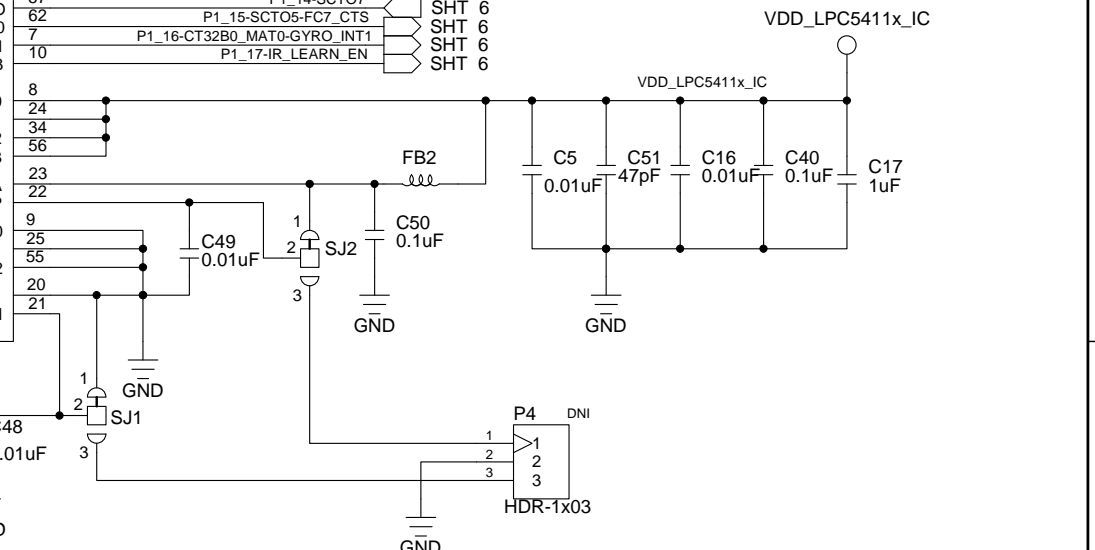 SHT 6
62
P1_15-SCTO5-FC7_CTS
SHT 6
7
P1_16-CT32B0_MAT0-GYRO_INT1
SHT 6
10
P1_17-IR_LEARN_EN
SHT 6
VDD_LPC5411x_IC
VDD_LPC5411x_IC
8
24
34
56
23
22
9
25
55
20
21
FB2
C5
0.01uF
C51
47pF
C16
0.01uF
C40
0.1uF
C17
1uF
C49
0.01uF
1
2
3
SJ2
C50
0.1uF
GND
GND
GND
1
2
3
SJ1
.01uF
P4
DNI
1
2
3
1
2
3
HDR-1x03
GND